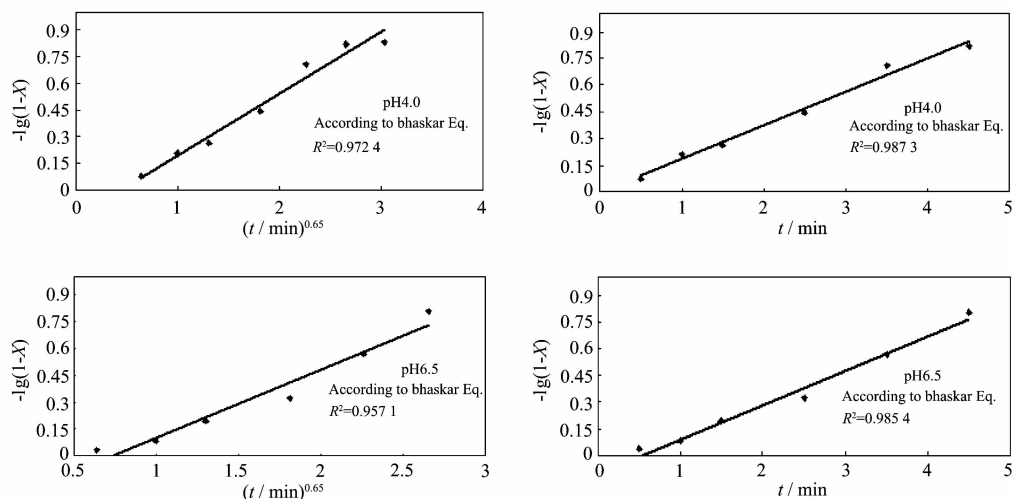 -lg(1-X)
0.9
0.75
0.6
0.45
0.3
0.15
0
pH4.0
According to bhaskar Eq.
R²=0.972 4
1
2
3
4
(t / min)^0.65
-lg(1-X)
0.9
0.75
0.6
0.45
0.3
0.15
0
pH4.0
According to bhaskar Eq.
R²=0.987 3
0
1
2
3
4
5
t / min
-lg(1-X)
0.9
0.75
0.6
0.45
0.3
0.15
0
pH6.5
According to bhaskar Eq.
R²=0.957 1
0.5
1
1.5
2
2.5
3
(t / min)^0.65
-lg(1-X)
0.9
0.75
0.6
0.45
0.3
0.15
0
pH6.5
According to bhaskar Eq.
R²=0.985 4
0
1
2
3
4
5
t / min